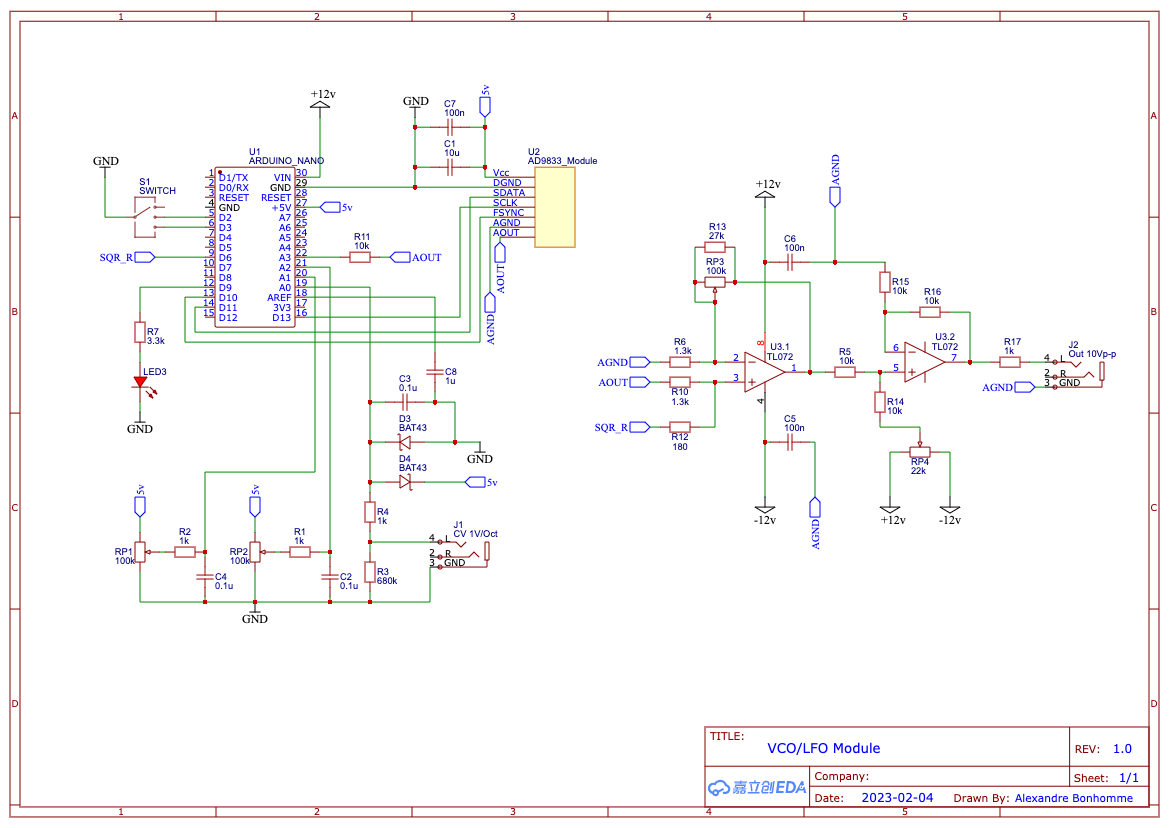 1 2 3 4 5
A A
B B
C C
D D
1 2 3 4 5
+12v
GND
C7
100n
5v
C1
10u
U1
ARDUINO_NANO
U2
AD9833_Module
GND
S1
SWITCH
1 D1/TX VIN 30
2 D0/RX GND 29
3 RESET RESET 28
4 GND +5V 27
5 D2 A7 26
6 D3 A6 25
7 D4 A5 24
8 D5 A4 23
9 D6 A3 22
10 D7 A2 21
11 D8 A1 20
12 D9 A0 19
13 D10 AREF 18
14 D11 3V3 17
15 D12 D13 16
5v
Vcc
DGND
SDATA
SCLK
FSYNC
AGND
AOUT
SQR_R
R11
10k
AOUT
AOUT
AGND
R7
3.3k
LED3
GND
C8
1u
C3
0.1u
D3
BAT43
GND
D4
BAT43
5v
R4
1k
J1
CV 1V/Oct
4 L
2 R
3 GND
R3
680k
5v
RP1
100k
R2
1k
C4
0.1u
5v
RP2
100k
R1
1k
C2
0.1u
GND
+12v
AGND
R13
27k
RP3
100k
C6
100n
R15
10k
R16
10k
R6
1.3k
AGND
AOUT
R10
1.3k
SQR_R
R12
180
U3.1
TL072
8
2
3
1
4
C5
100n
-12v
AGND
R5
10k
U3.2
TL072
6
5
7
R14
10k
RP4
22k
+12v
-12v
R17
1k
J2
Out 10Vp-p
4 L
2 R
3 GND
AGND
TITLE:
VCO/LFO Module
REV: 1.0
嘉立创EDA
Company:
Sheet: 1/1
Date: 2023-02-04 Drawn By: Alexandre Bonhomme